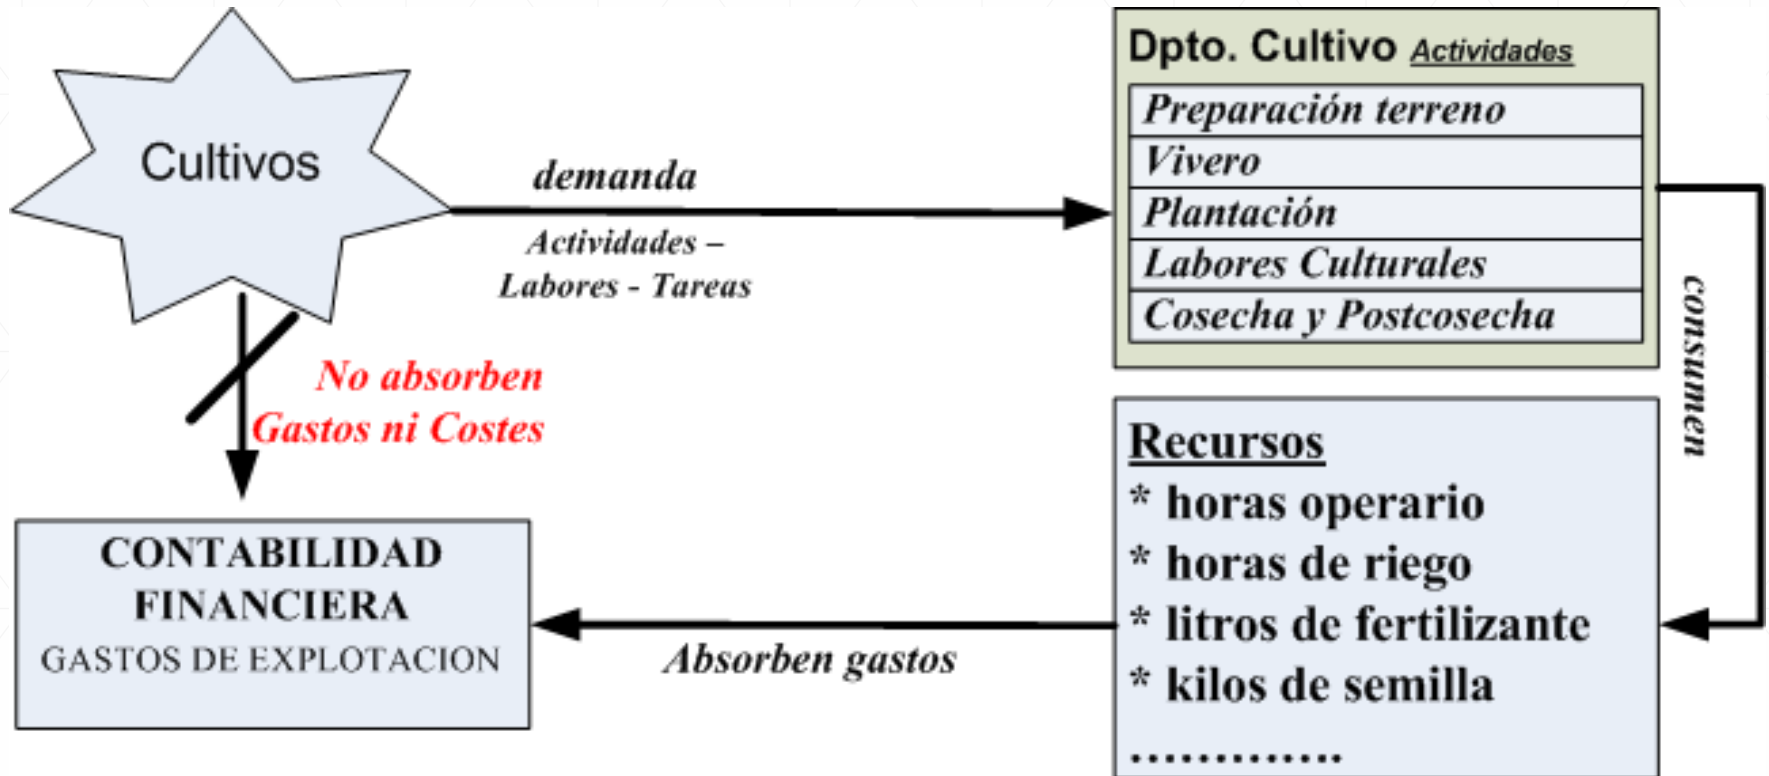 Cultivos
demanda
Actividades –
Labores - Tareas
Dpto. Cultivo Actividades
Preparación terreno
Vivero
Plantación
Labores Culturales
Cosecha y Postcosecha
consumen
No absorben
Gastos ni Costes
Recursos
* horas operario
* horas de riego
* litros de fertilizante
* kilos de semilla
.............
Absorben gastos
CONTABILIDAD
FINANCIERA
GASTOS DE EXPLOTACION